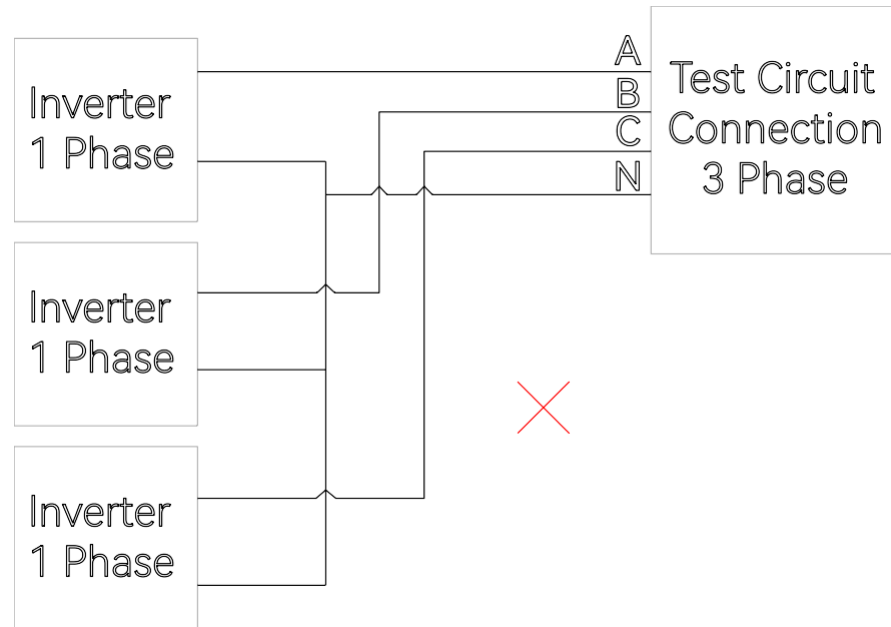 Inverter
1 Phase
A
B
C
N
Test Circuit
Connection
3 Phase
Inverter
1 Phase
Inverter
1 Phase